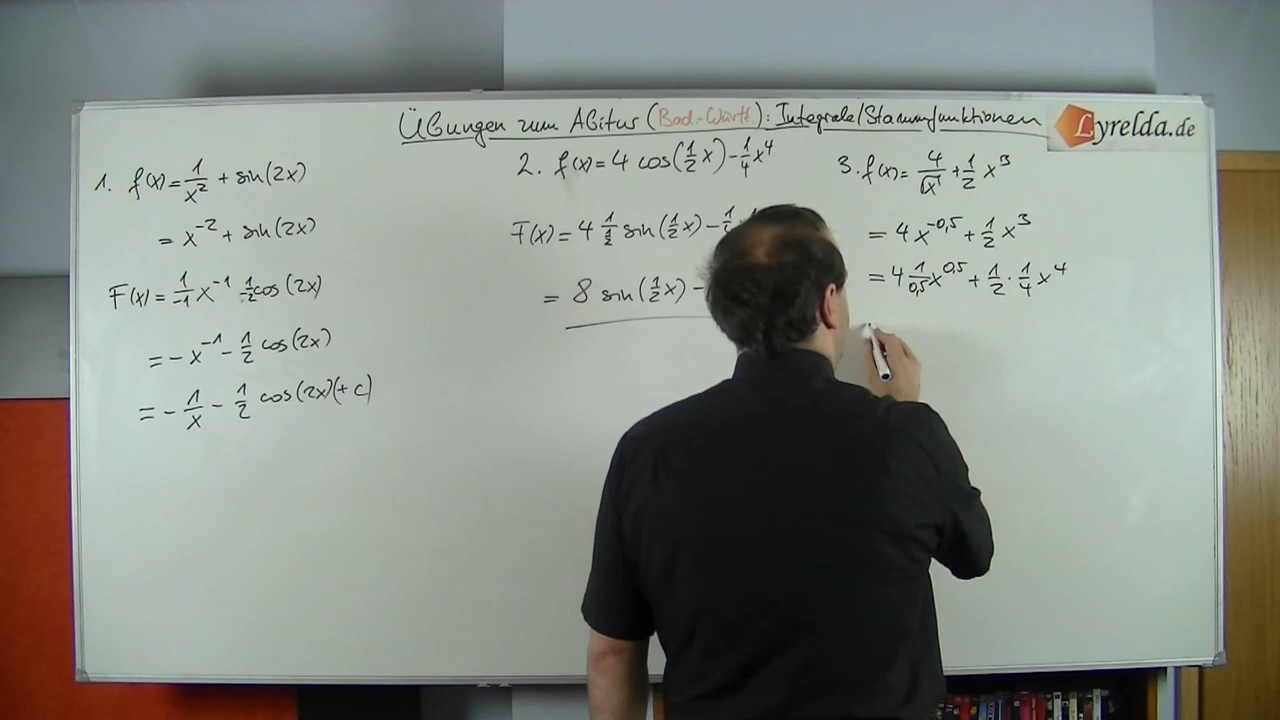 Übungen zum Abitur (Bad-Württ): Integrale/Stammfunktionen
Lyrelda.de
1. f(x) = 1/x² + sin(2x)
= x⁻² + sin(2x)
F(x) = 1/-1 x⁻¹ 1/-2 cos(2x)
= - x⁻¹ - 1/2 cos(2x)
= - 1/x - 1/2 cos(2x)(+ c)
2. f(x) = 4 cos(1/2 x) - 1/4 x⁴
F(x) = 4 1/(1/2) sin(1/2 x) - 1/
= 8 sin(1/2 x) -
3. f(x) = 4/√x + 1/2 x³
= 4x^-0,5 + 1/2 x³
= 4 1/0,5 x^0,5 + 1/2 · 1/4 x⁴